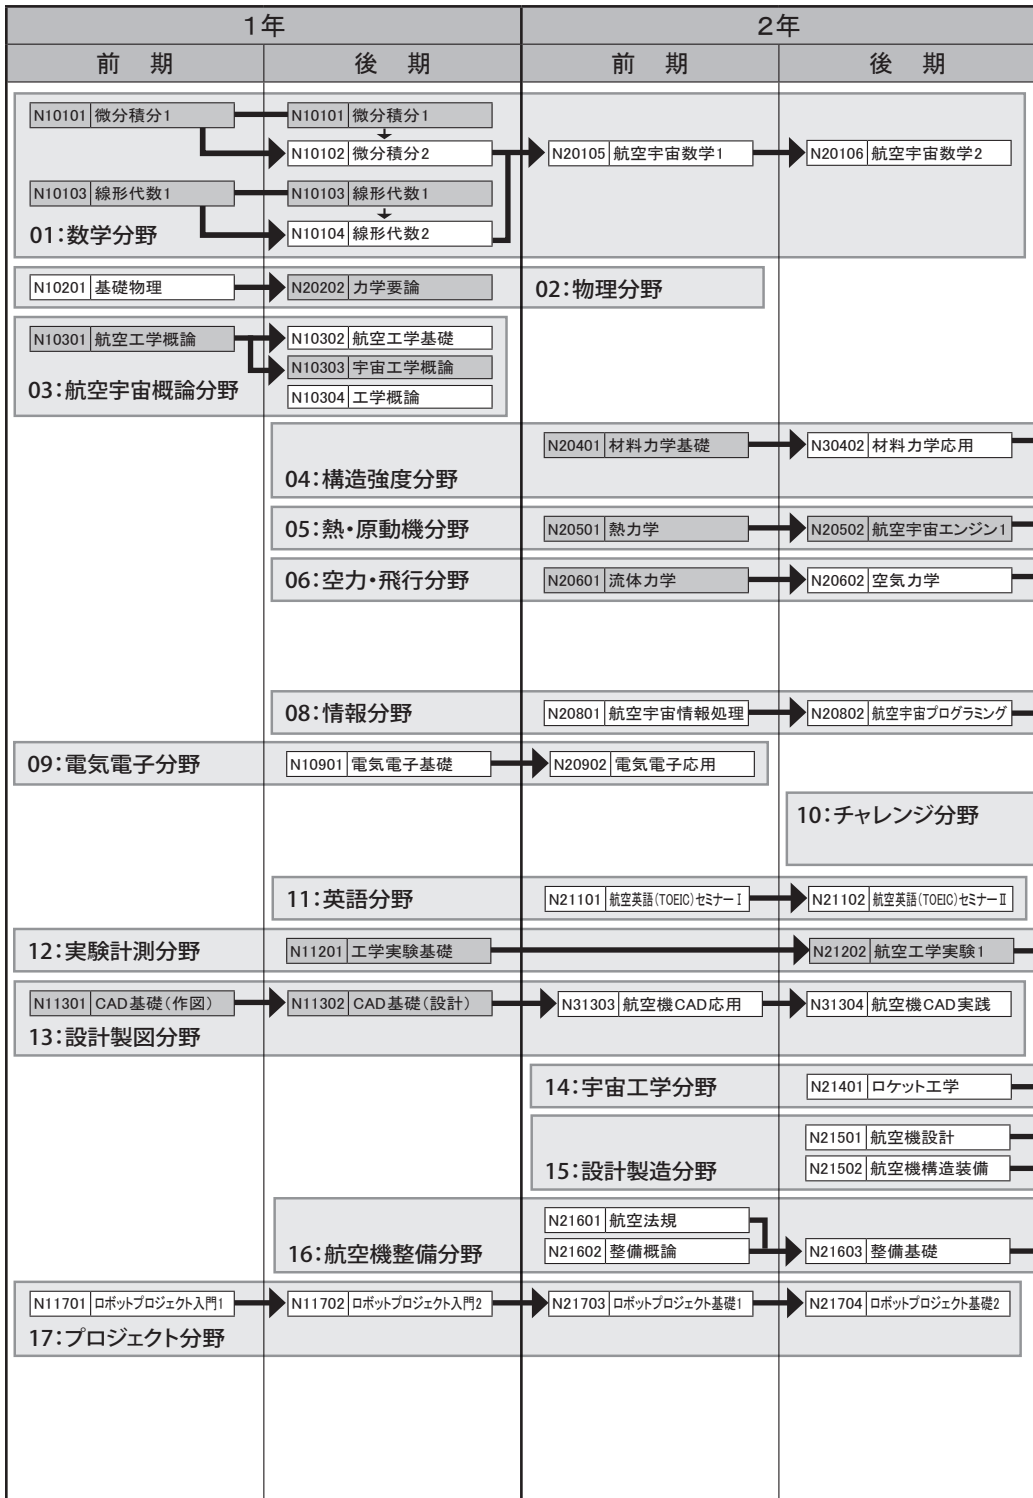 1年 2年
前　期 後　期 前　期 後　期
N10101 微分積分1 N10101 微分積分1
N10102 微分積分2 N20105 航空宇宙数学1 N20106 航空宇宙数学2
N10103 線形代数1 N10103 線形代数1
01：数学分野 N10104 線形代数2
N10201 基礎物理 N20202 力学要論 02：物理分野
N10301 航空工学概論 N10302 航空工学基礎
N10303 宇宙工学概論
03：航空宇宙概論分野 N10304 工学概論
N20401 材料力学基礎 N30402 材料力学応用
04：構造強度分野
05：熱・原動機分野 N20501 熱力学 N20502 航空宇宙エンジン1
06：空力・飛行分野 N20601 流体力学 N20602 空気力学
08：情報分野 N20801 航空宇宙情報処理 N20802 航空宇宙プログラミング
09：電気電子分野 N10901 電気電子基礎 N20902 電気電子応用
10：チャレンジ分野
11：英語分野 N21101 航空英語（TOEIC）セミナーⅠ N21102 航空英語（TOEIC）セミナーⅡ
12：実験計測分野 N11201 工学実験基礎 N21202 航空工学実験1
N11301 CAD基礎（作図） N11302 CAD基礎（設計） N31303 航空機CAD応用 N31304 航空機CAD実践
13：設計製図分野
14：宇宙工学分野 N21401 ロケット工学
N21501 航空機設計
15：設計製造分野 N21502 航空機構造装備
N21601 航空法規
16：航空機整備分野 N21602 整備概論 N21603 整備基礎
N11701 ロボットプロジェクト入門1 N11702 ロボットプロジェクト入門2 N21703 ロボットプロジェクト基礎1 N21704 ロボットプロジェクト基礎2
17：プロジェクト分野